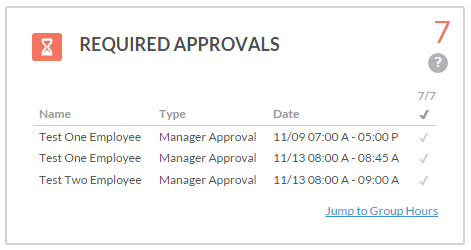 REQUIRED APPROVALS
7
?
7/7
Name Type Date ✓
Test One Employee Manager Approval 11/09 07:00 A - 05:00 P ✓
Test One Employee Manager Approval 11/13 08:00 A - 08:45 A ✓
Test Two Employee Manager Approval 11/13 08:00 A - 09:00 A ✓
Jump to Group Hours